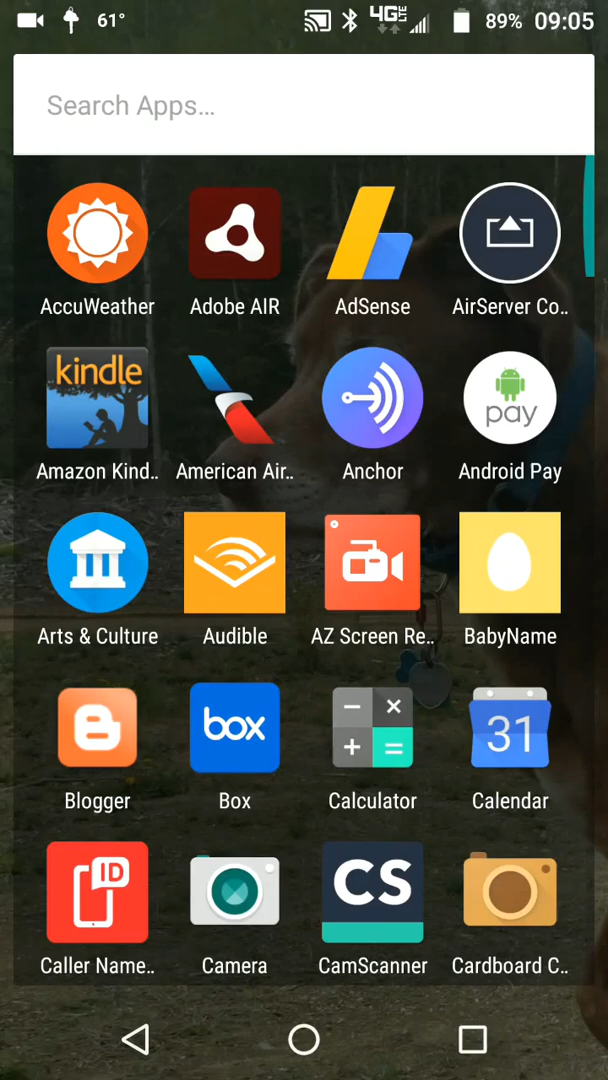 61° 4G LTE 89% 09:05
Search Apps…
AccuWeather Adobe AIR AdSense AirServer Co..
kindle
pay
Amazon Kind.. American Air.. Anchor Android Pay
Arts & Culture Audible AZ Screen Re.. BabyName
B box − × + = 31
Blogger Box Calculator Calendar
ID CS
Caller Name.. Camera CamScanner Cardboard C..